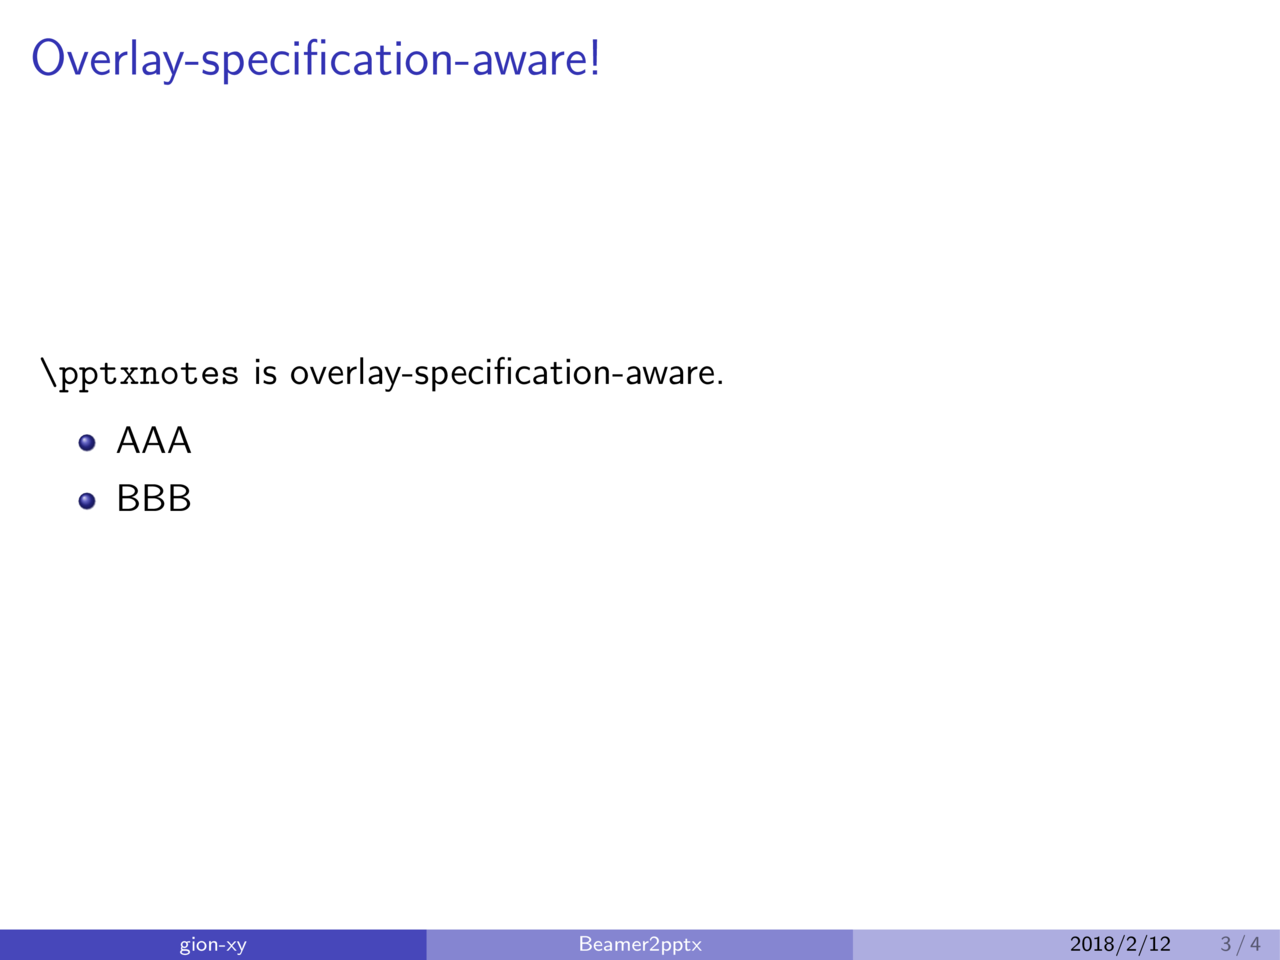 Overlay-specification-aware!
\pptxnotes is overlay-specification-aware.
AAA
BBB
gion-xy Beamer2pptx 2018/2/12 3 / 4